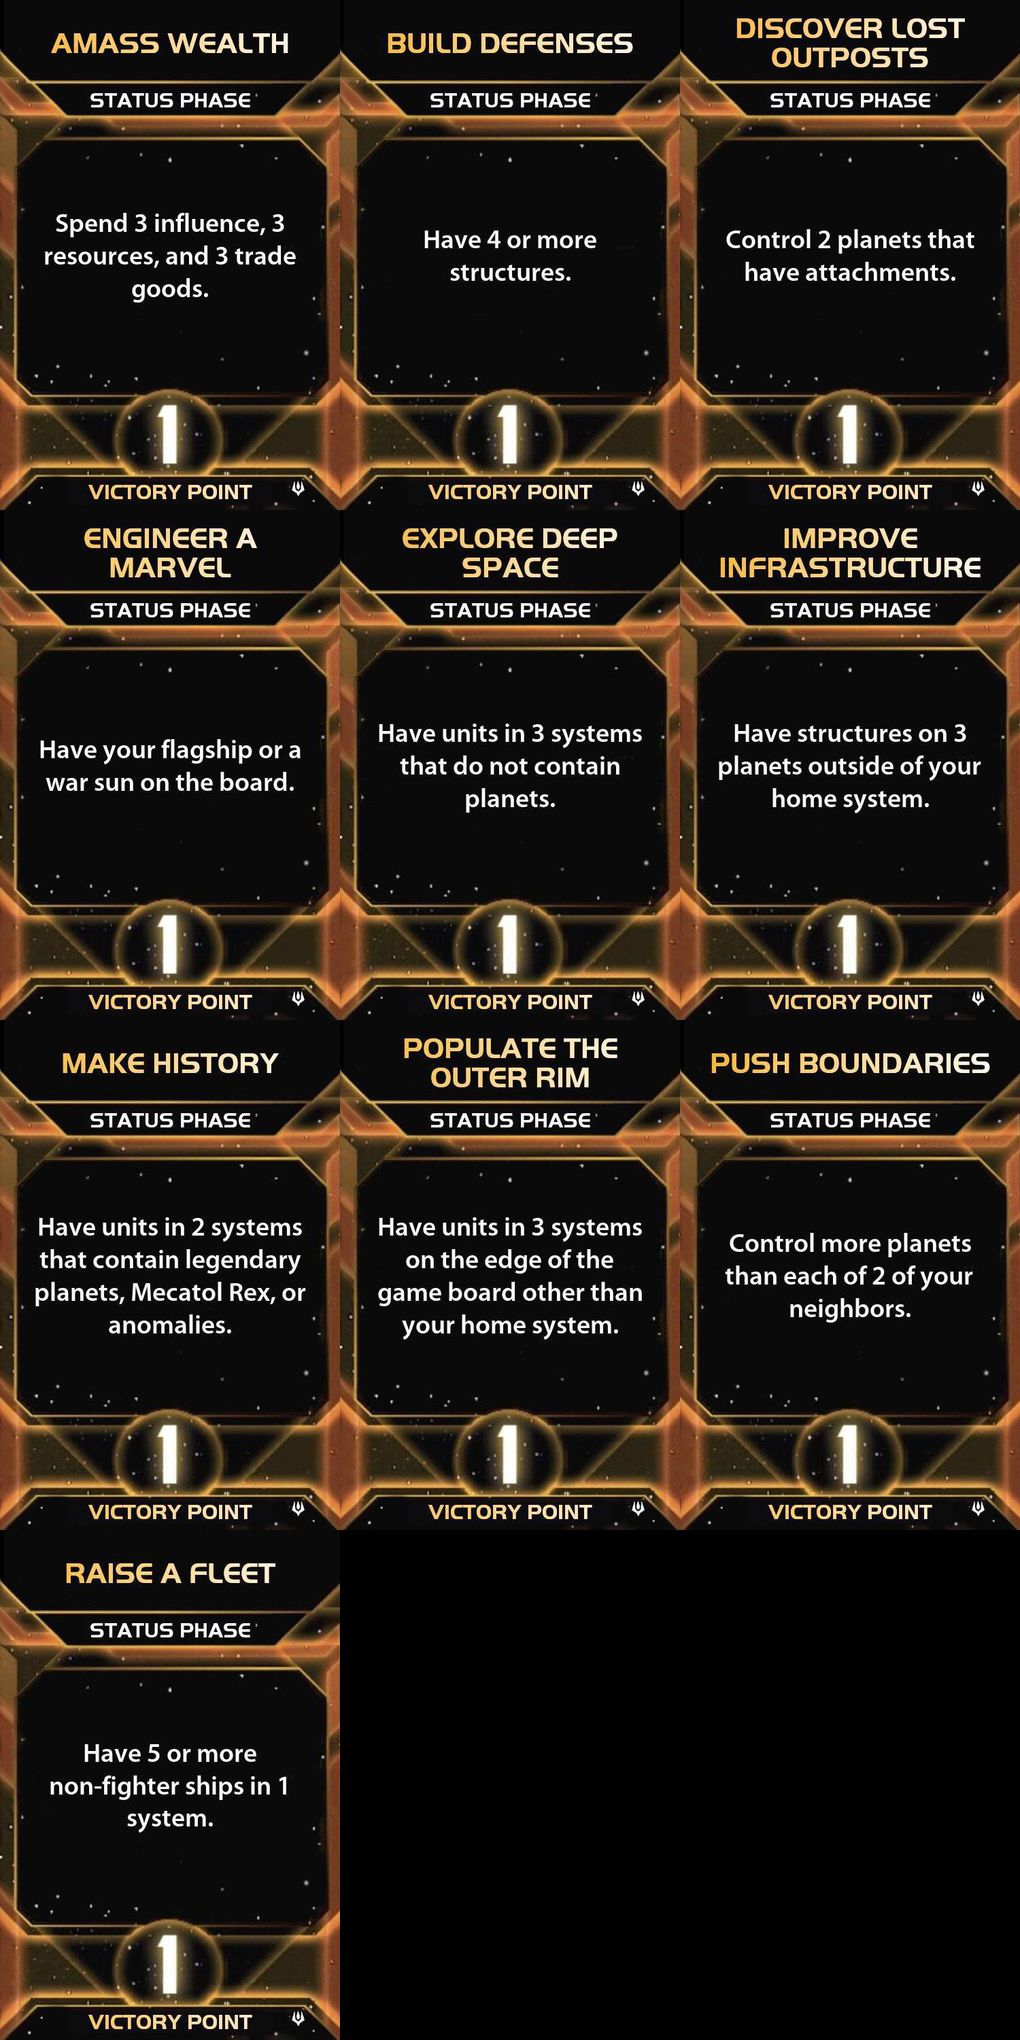 AMASS WEALTH
STATUS PHASE
Spend 3 influence, 3
resources, and 3 trade
goods.
1
VICTORY POINT
BUILD DEFENSES
STATUS PHASE
Have 4 or more
structures.
1
VICTORY POINT
DISCOVER LOST
OUTPOSTS
STATUS PHASE
Control 2 planets that
have attachments.
1
VICTORY POINT
ENGINEER A
MARVEL
STATUS PHASE
Have your flagship or a
war sun on the board.
1
VICTORY POINT
EXPLORE DEEP
SPACE
STATUS PHASE
Have units in 3 systems
that do not contain
planets.
1
VICTORY POINT
IMPROVE
INFRASTRUCTURE
STATUS PHASE
Have structures on 3
planets outside of your
home system.
1
VICTORY POINT
MAKE HISTORY
STATUS PHASE
Have units in 2 systems
that contain legendary
planets, Mecatol Rex, or
anomalies.
1
VICTORY POINT
POPULATE THE
OUTER RIM
STATUS PHASE
Have units in 3 systems
on the edge of the
game board other than
your home system.
1
VICTORY POINT
PUSH BOUNDARIES
STATUS PHASE
Control more planets
than each of 2 of your
neighbors.
1
VICTORY POINT
RAISE A FLEET
STATUS PHASE
Have 5 or more
non-fighter ships in 1
system.
1
VICTORY POINT